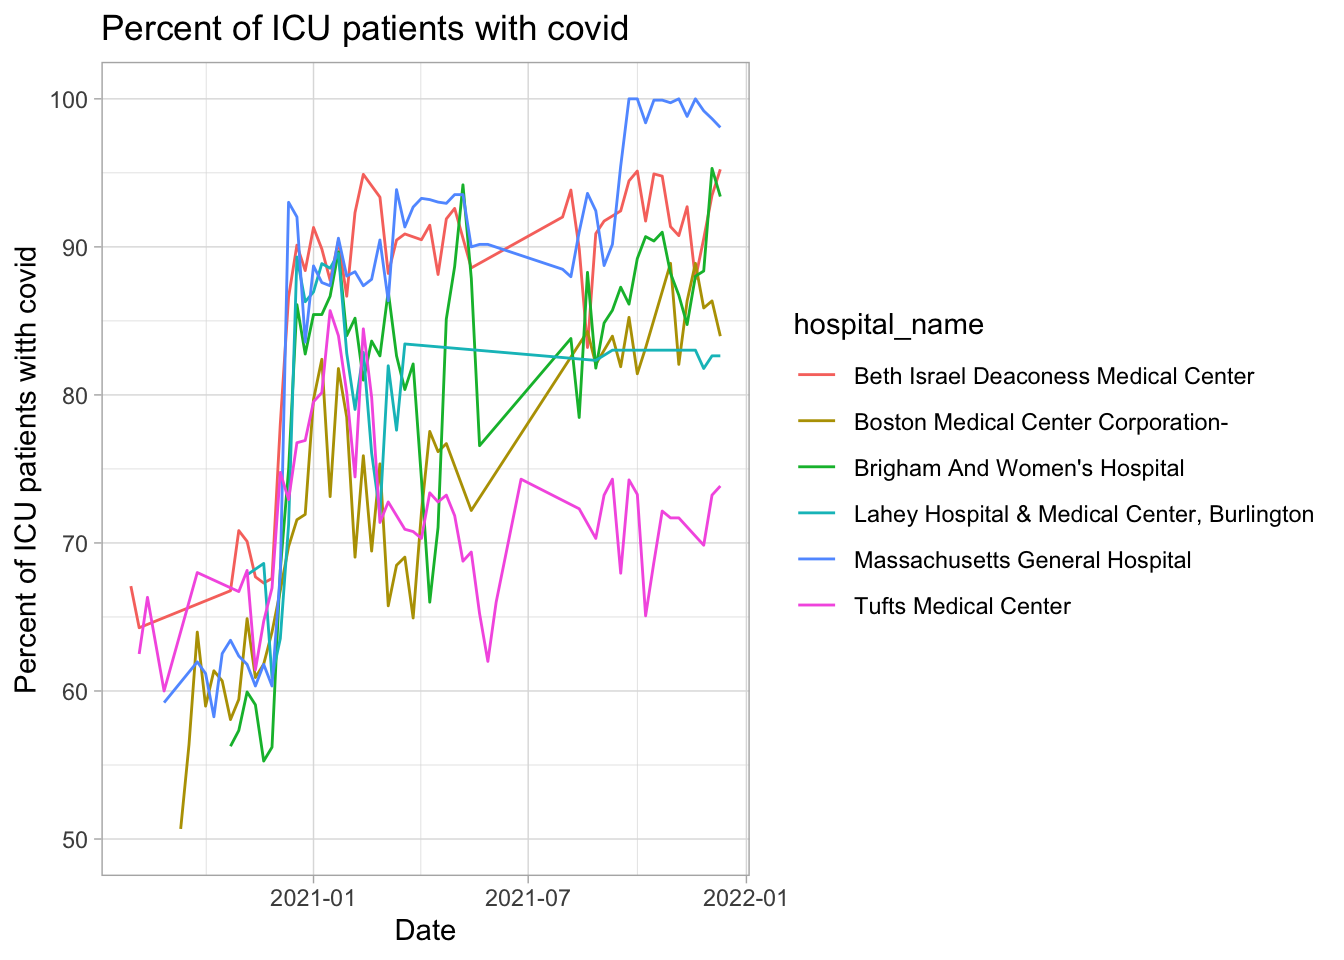 Percent of ICU patients with covid
100
90
80
70
60
50
Percent of ICU patients with covid
2021-01 2021-07 2022-01
Date
hospital_name
Beth Israel Deaconess Medical Center
Boston Medical Center Corporation-
Brigham And Women's Hospital
Lahey Hospital & Medical Center, Burlington
Massachusetts General Hospital
Tufts Medical Center